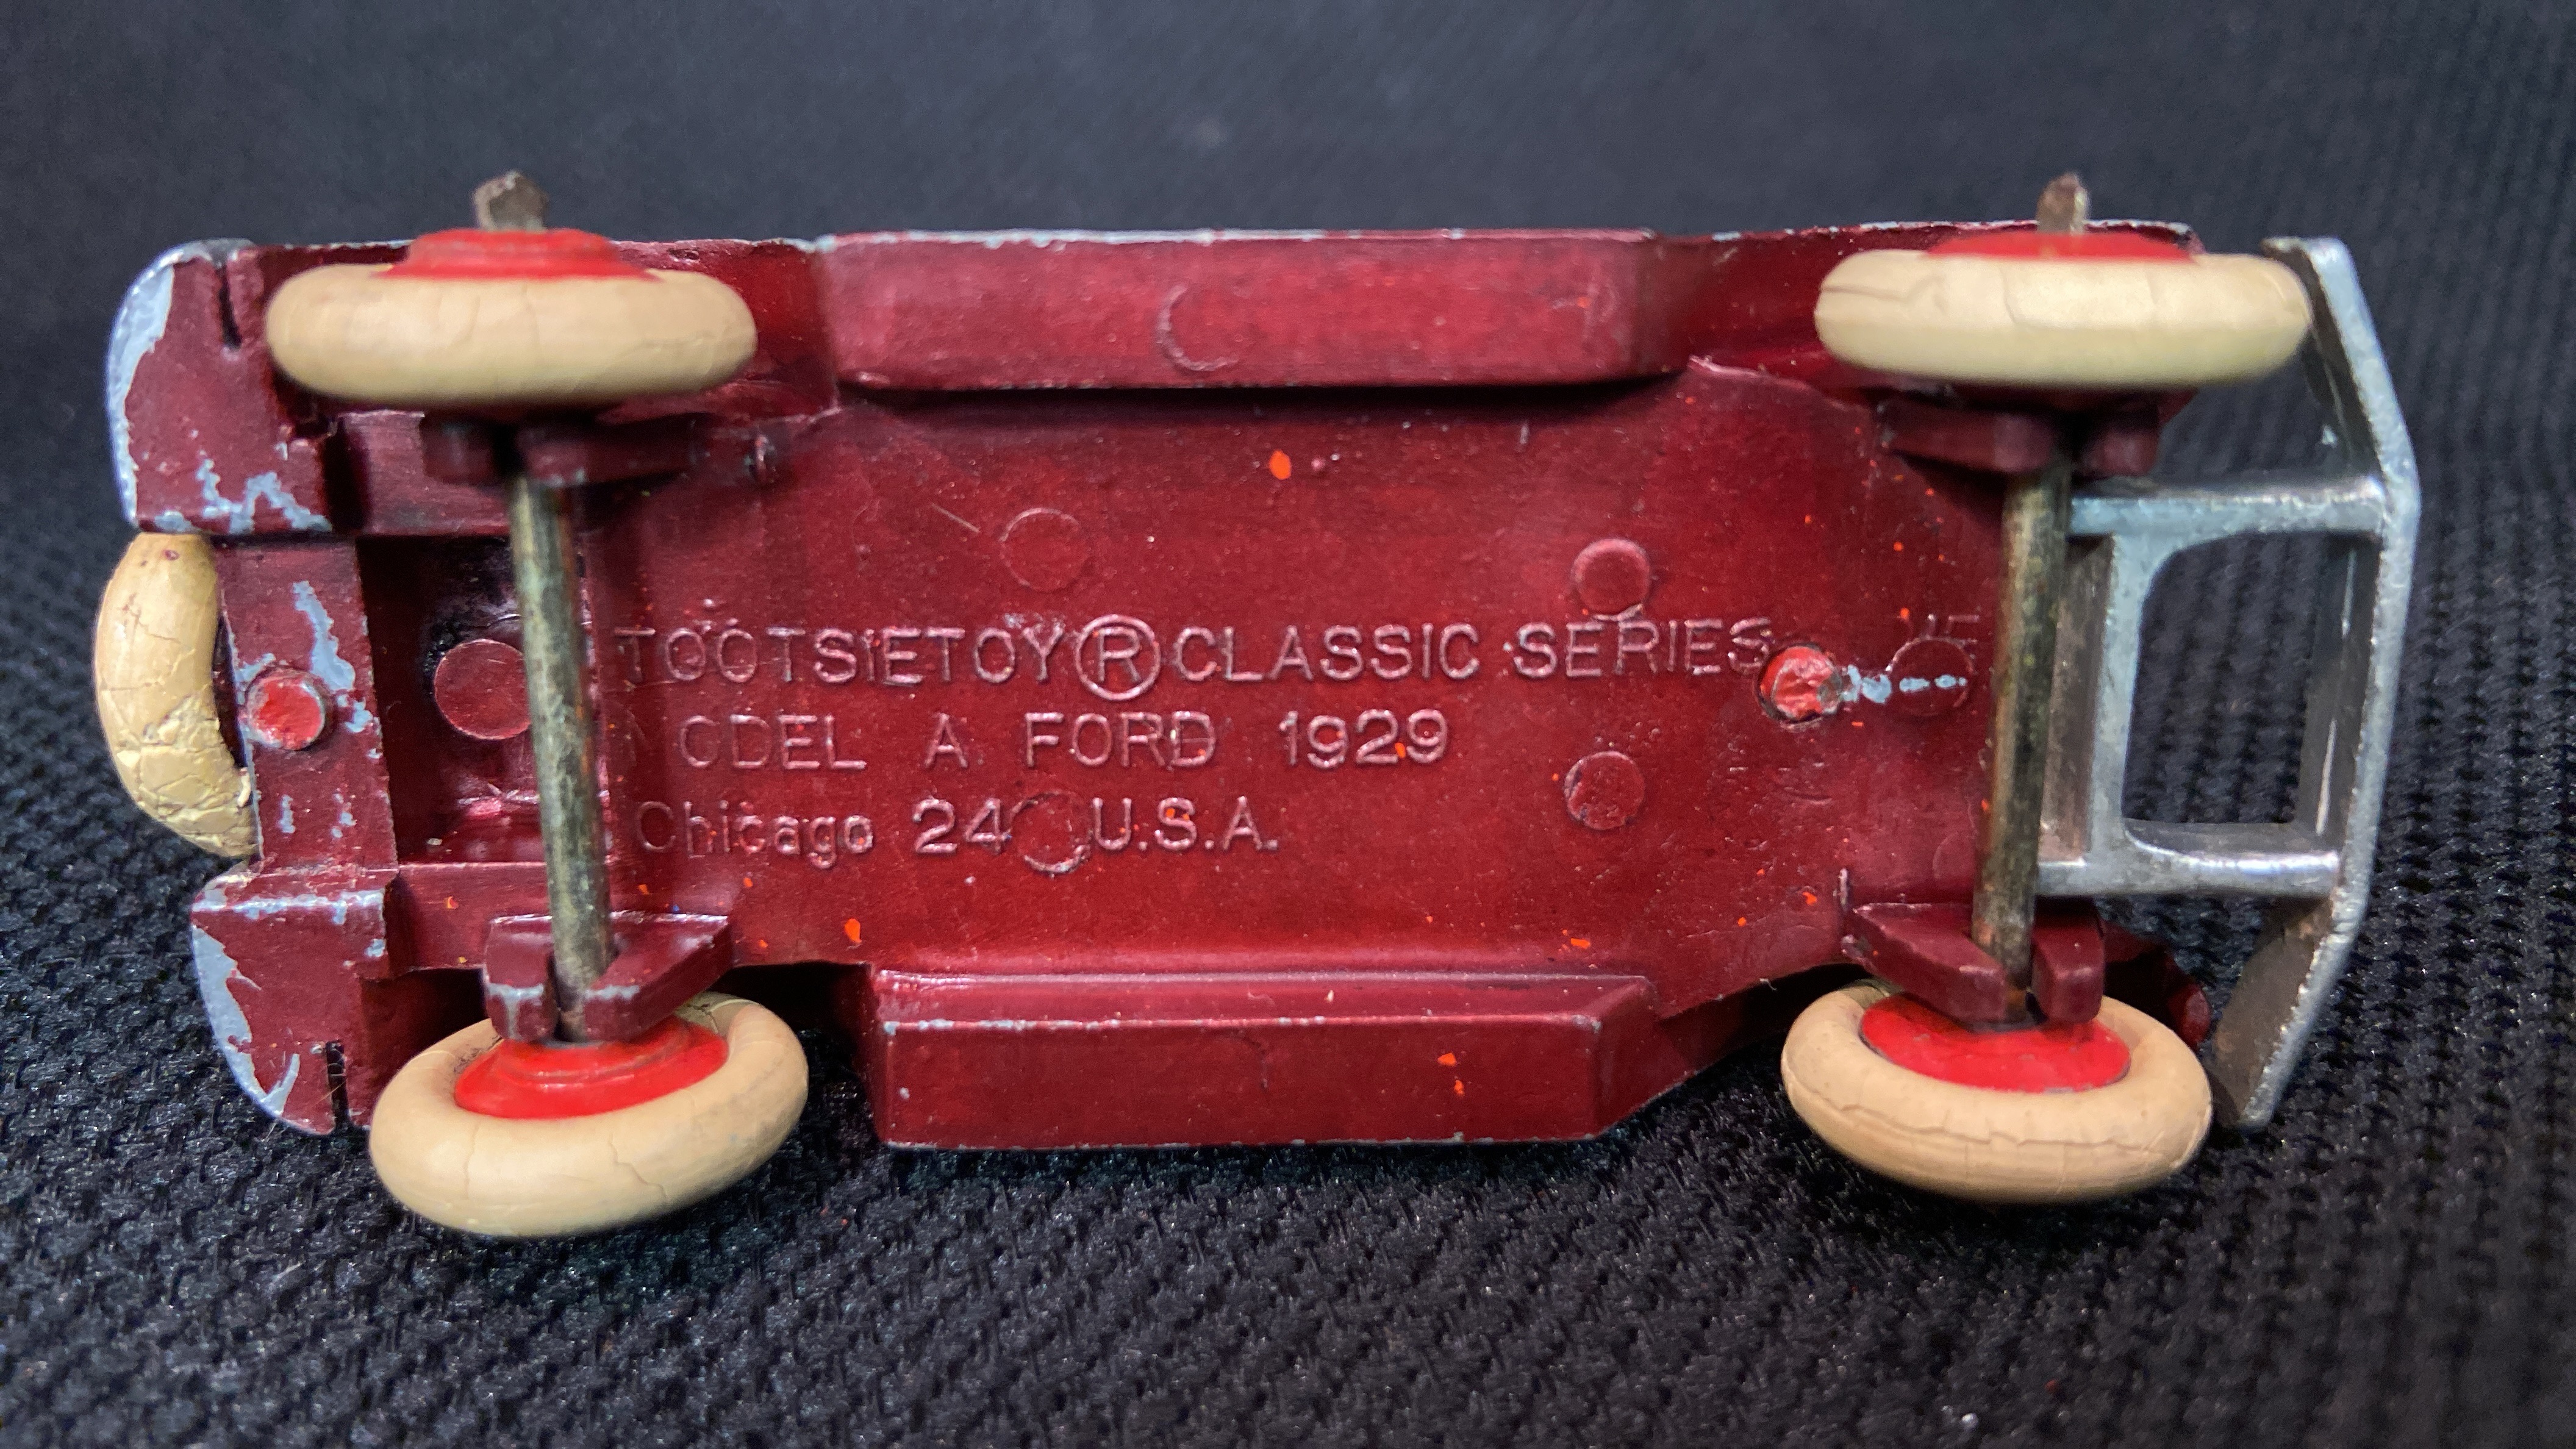 TOOTSIETOY® CLASSIC SERIES
ODEL A FORD 1929
Chicago 24 U.S.A.